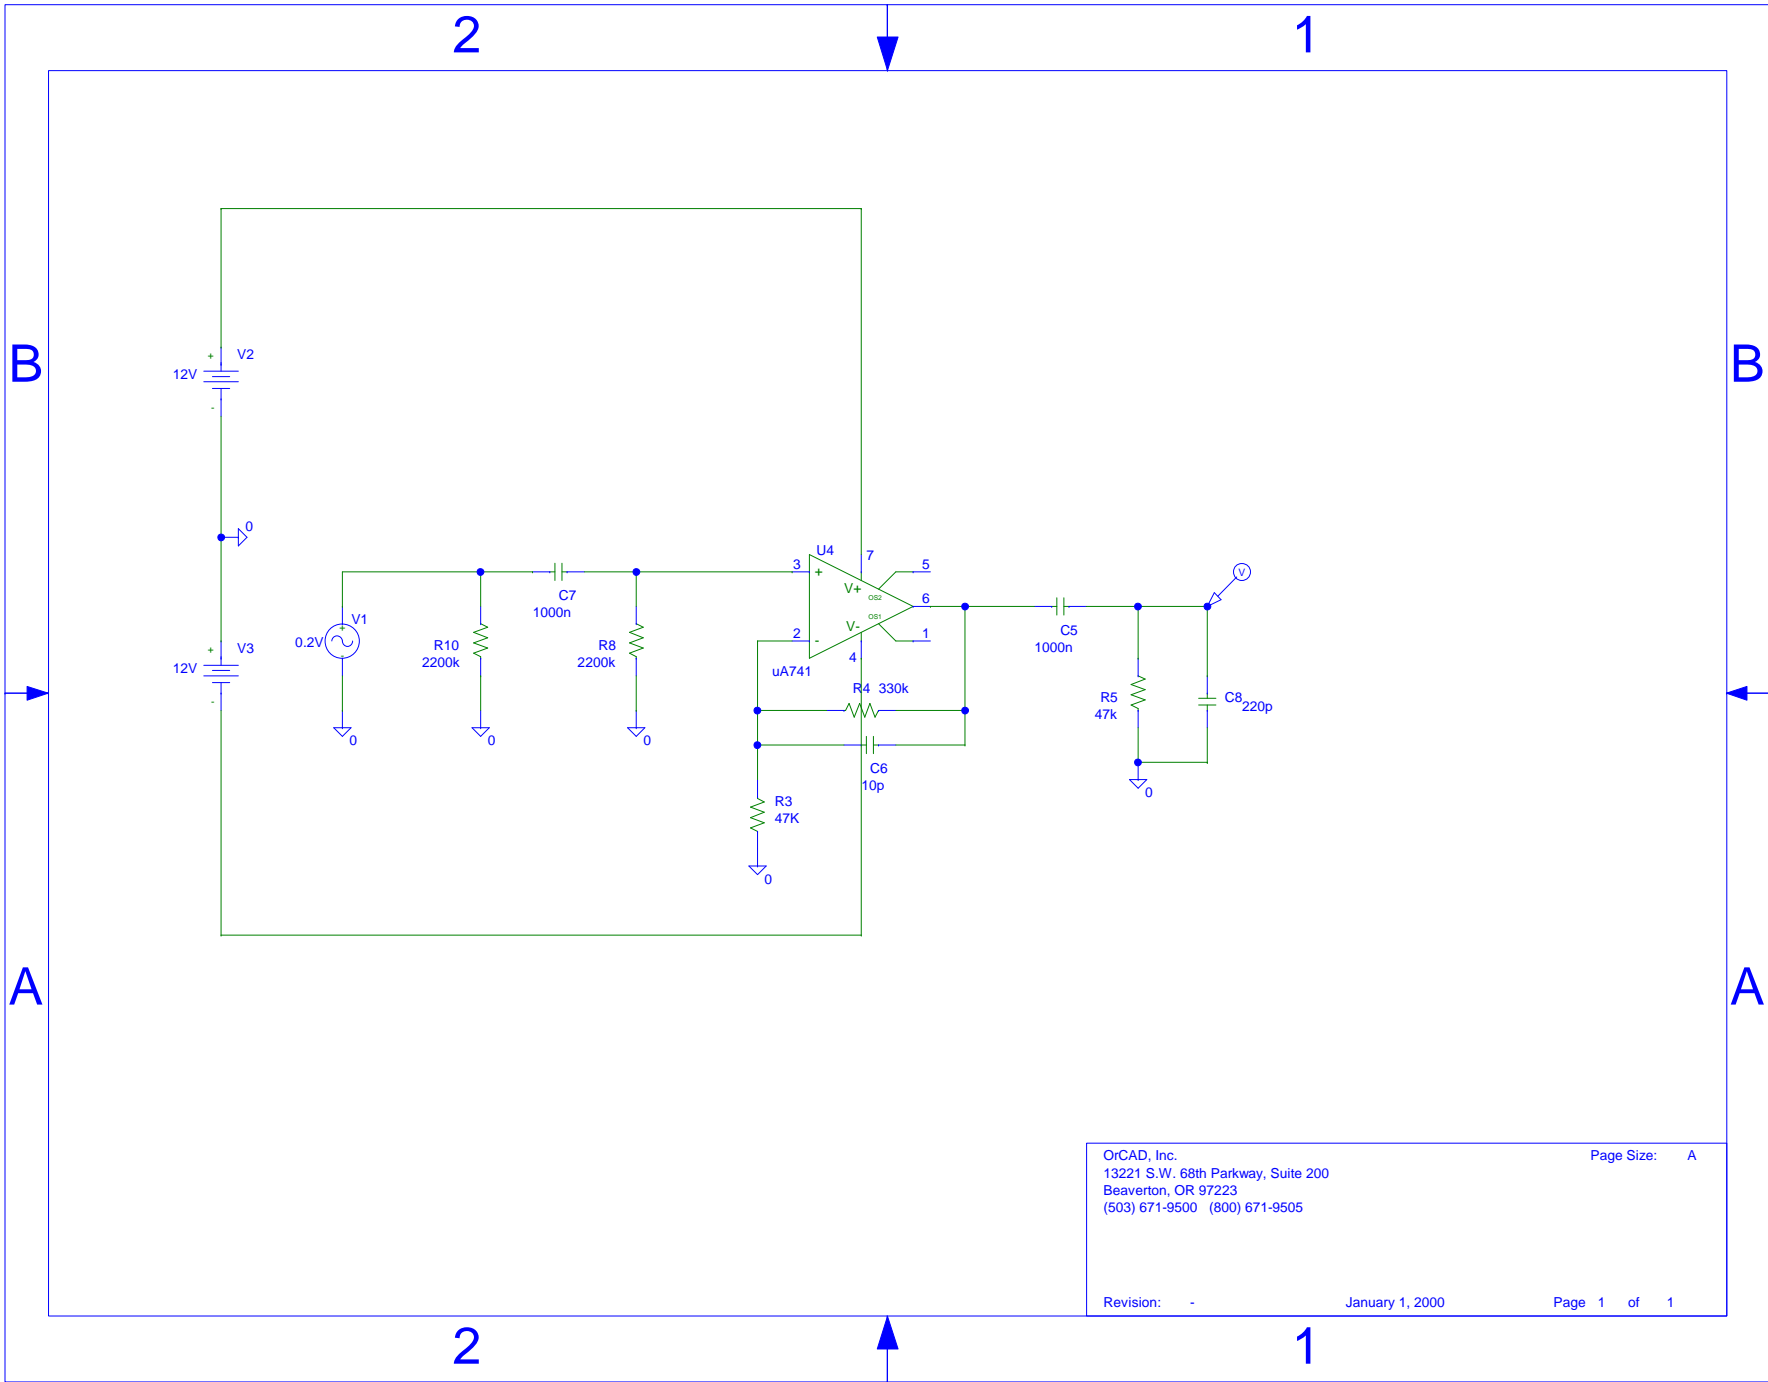 2
1
B
B
+
V2
12V
-
0
U4
7
3
+
5
V+
OS2
6
V
C7
1000n
OS1
V1
+
0.2V
-
V-
2
-
1
C5
1000n
+
V3
12V
-
R10
2200k
R8
2200k
4
uA741
R4 330k
R5
47k
C8
220p
0
0
0
C6
10p
0
R3
47K
0
A
A
OrCAD, Inc.
Page Size: A
13221 S.W. 68th Parkway, Suite 200
Beaverton, OR 97223
(503) 671-9500 (800) 671-9505
Revision: -
January 1, 2000
Page 1 of 1
2
1